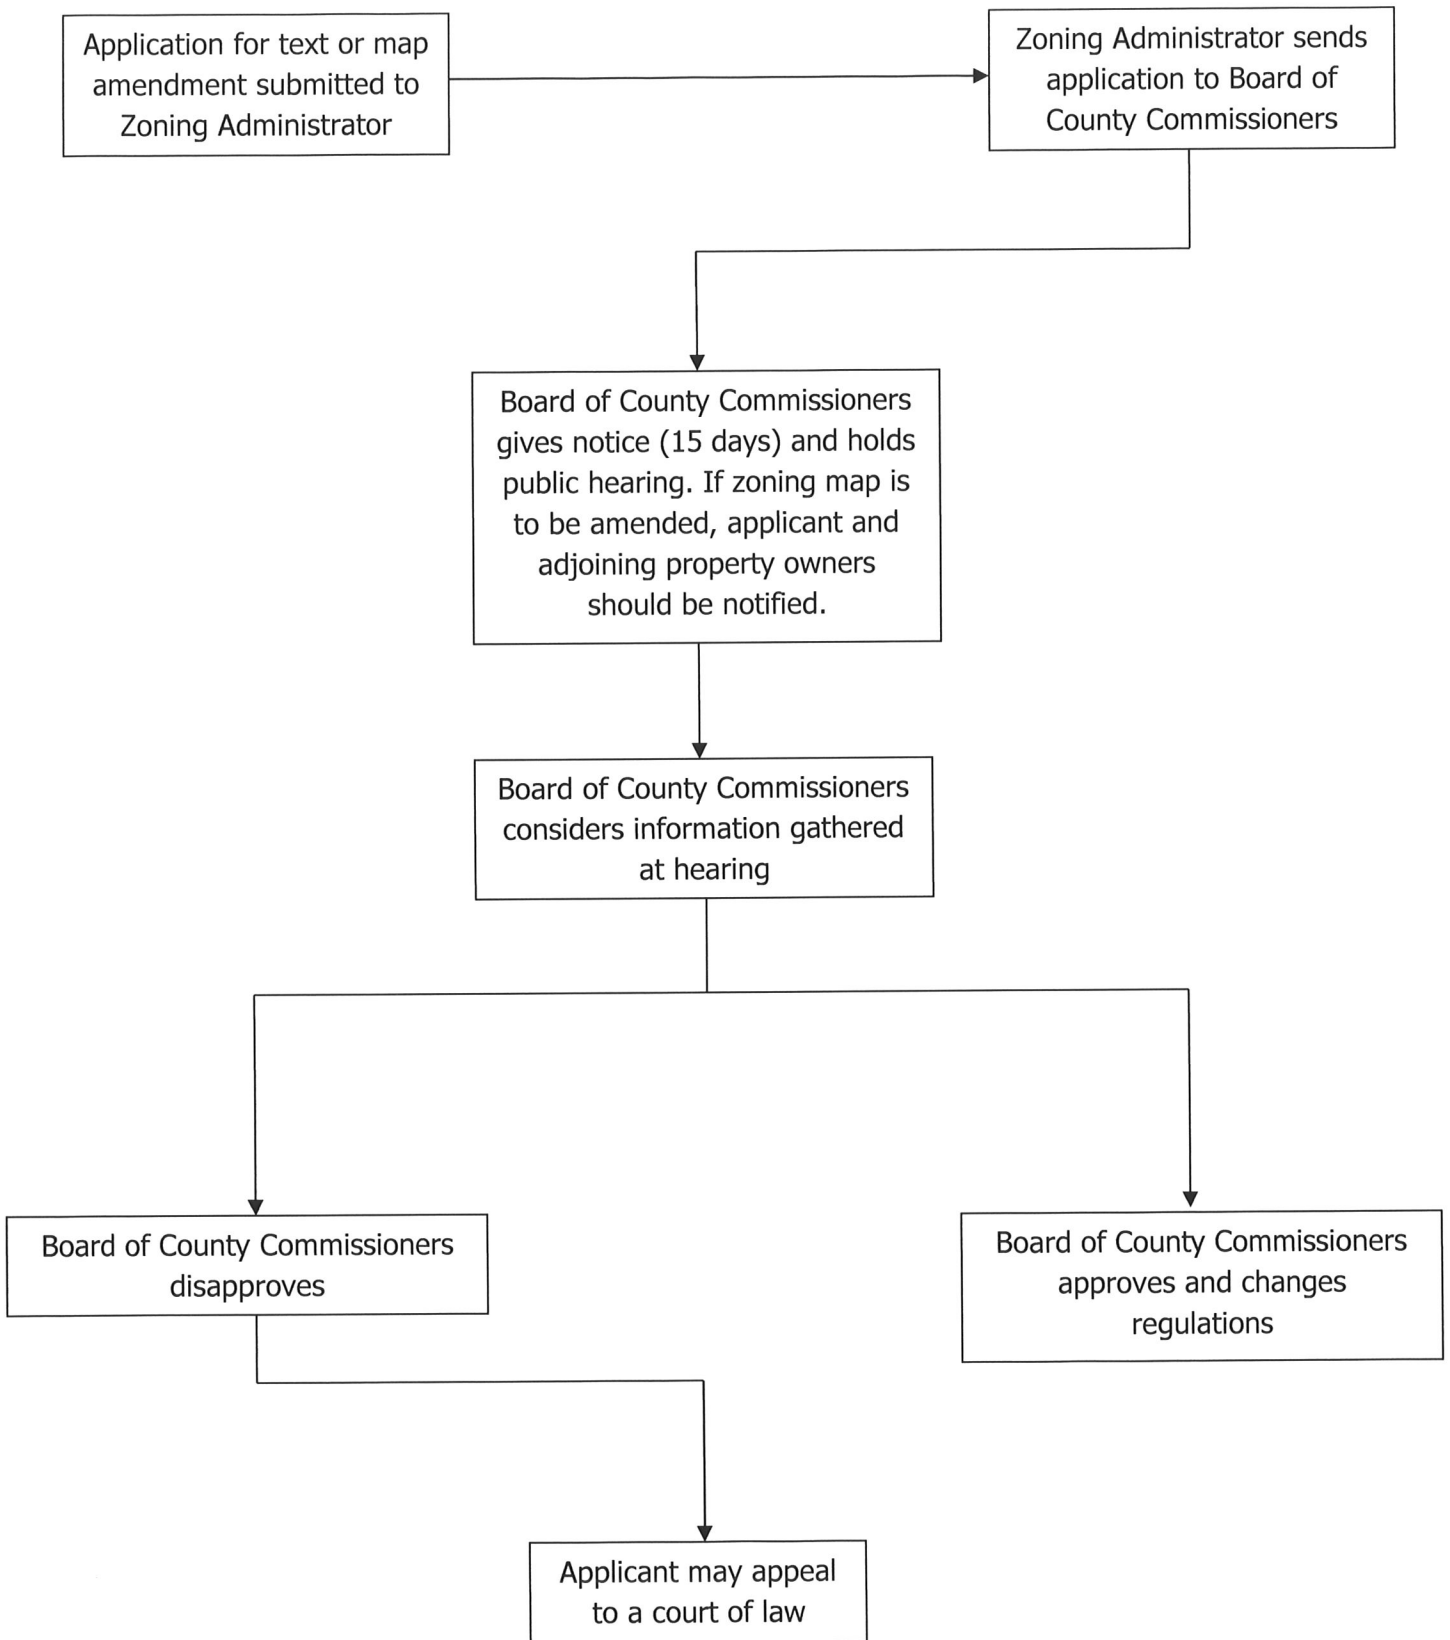 Application for text or map
amendment submitted to
Zoning Administrator
Zoning Administrator sends
application to Board of
County Commissioners
Board of County Commissioners
gives notice (15 days) and holds
public hearing. If zoning map is
to be amended, applicant and
adjoining property owners
should be notified.
Board of County Commissioners
considers information gathered
at hearing
Board of County Commissioners
disapproves
Board of County Commissioners
approves and changes
regulations
Applicant may appeal
to a court of law